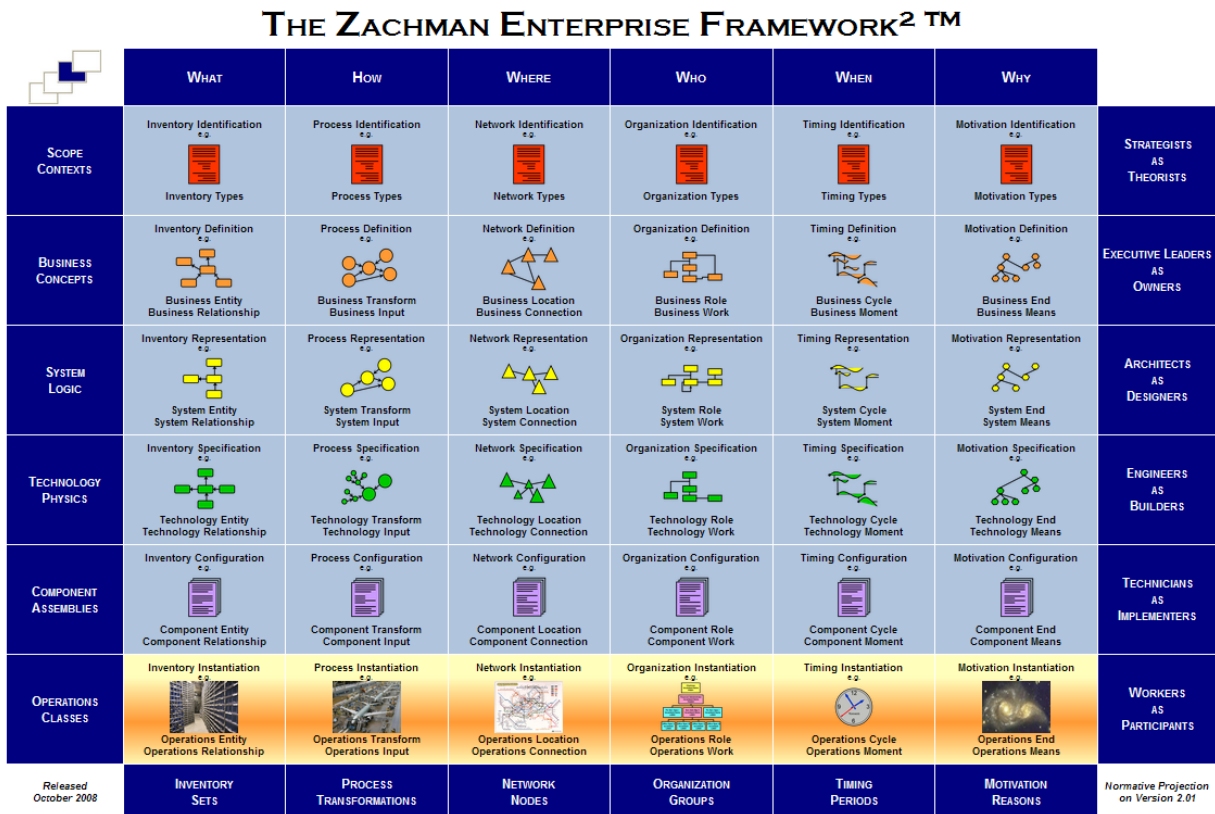 THE ZACHMAN ENTERPRISE FRAMEWORK² ™
WHAT
HOW
WHERE
WHO
WHEN
WHY
SCOPE
CONTEXTS
Inventory Identification
e.g.
Inventory Types
Process Identification
e.g.
Process Types
Network Identification
e.g.
Network Types
Organization Identification
e.g.
Organization Types
Timing Identification
e.g.
Timing Types
Motivation Identification
e.g.
Motivation Types
STRATEGISTS
AS
THEORISTS
BUSINESS
CONCEPTS
Inventory Definition
e.g.
Business Entity
Business Relationship
Process Definition
e.g.
Business Transform
Business Input
Network Definition
e.g.
Business Location
Business Connection
Organization Definition
e.g.
Business Role
Business Work
Timing Definition
e.g.
Business Cycle
Business Moment
Motivation Definition
e.g.
Business End
Business Means
EXECUTIVE LEADERS
AS
OWNERS
SYSTEM
LOGIC
Inventory Representation
e.g.
System Entity
System Relationship
Process Representation
e.g.
System Transform
System Input
Network Representation
e.g.
System Location
System Connection
Organization Representation
e.g.
System Role
System Work
Timing Representation
e.g.
System Cycle
System Moment
Motivation Representation
e.g.
System End
System Means
ARCHITECTS
AS
DESIGNERS
TECHNOLOGY
PHYSICS
Inventory Specification
e.g.
Technology Entity
Technology Relationship
Process Specification
e.g.
Technology Transform
Technology Input
Network Specification
e.g.
Technology Location
Technology Connection
Organization Specification
e.g.
Technology Role
Technology Work
Timing Specification
e.g.
Technology Cycle
Technology Moment
Motivation Specification
e.g.
Technology End
Technology Means
ENGINEERS
AS
BUILDERS
COMPONENT
ASSEMBLIES
Inventory Configuration
e.g.
Component Entity
Component Relationship
Process Configuration
e.g.
Component Transform
Component Input
Network Configuration
e.g.
Component Location
Component Connection
Organization Configuration
e.g.
Component Role
Component Work
Timing Configuration
e.g.
Component Cycle
Component Moment
Motivation Configuration
e.g.
Component End
Component Means
TECHNICIANS
AS
IMPLEMENTERS
OPERATIONS
CLASSES
Inventory Instantiation
e.g.
Operations Entity
Operations Relationship
Process Instantiation
e.g.
Operations Transform
Operations Input
Network Instantiation
e.g.
Operations Location
Operations Connection
Organization Instantiation
e.g.
Operations Role
Operations Work
Timing Instantiation
e.g.
12
3
6
9
Operations Cycle
Operations Moment
Motivation Instantiation
e.g.
Operations End
Operations Means
WORKERS
AS
PARTICIPANTS
Released
October 2008
INVENTORY
SETS
PROCESS
TRANSFORMATIONS
NETWORK
NODES
ORGANIZATION
GROUPS
TIMING
PERIODS
MOTIVATION
REASONS
Normative Projection
on Version 2.01